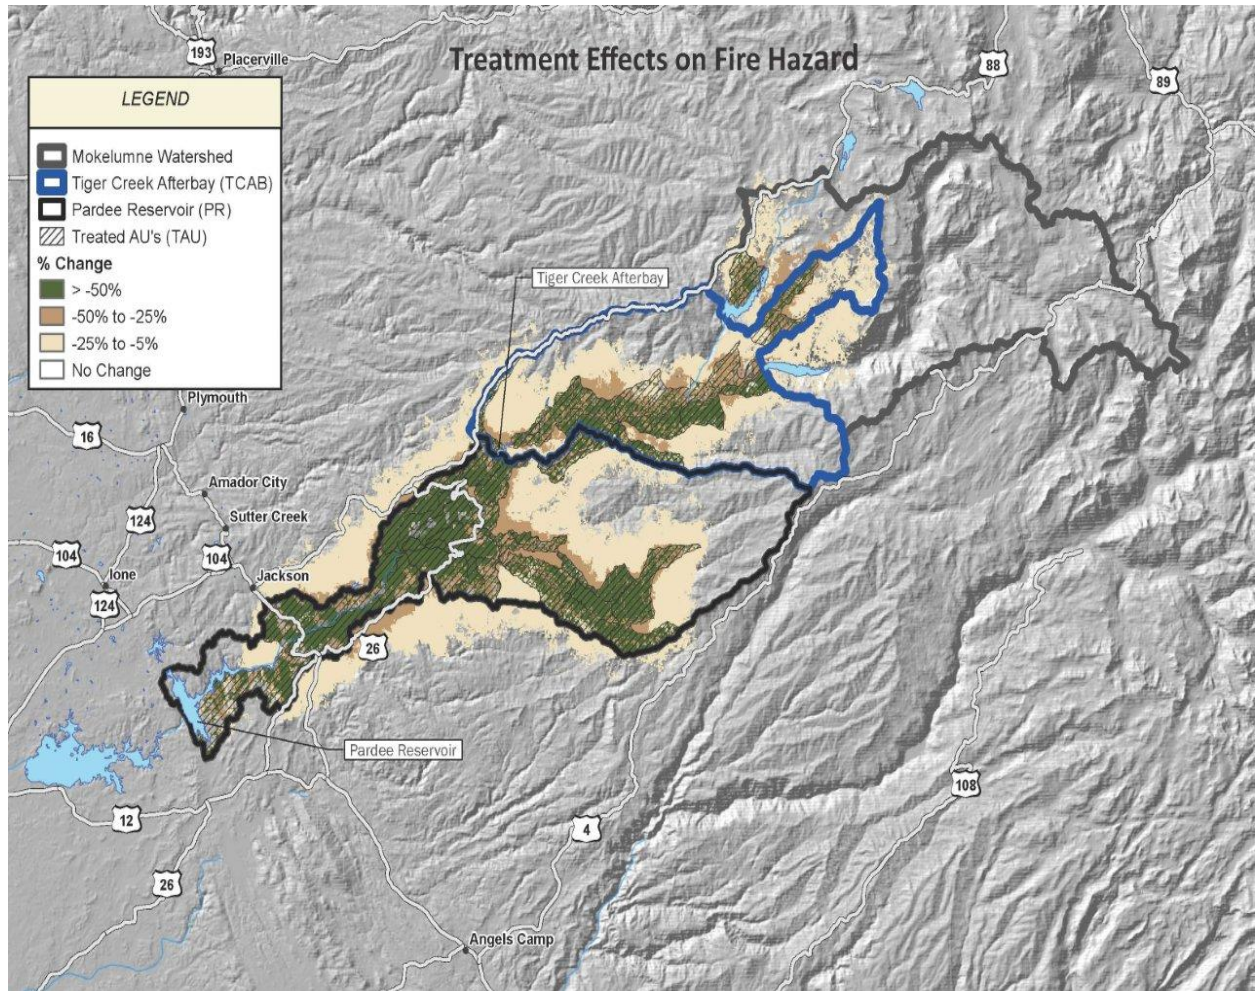 Treatment Effects on Fire Hazard
193
Placerville
88
89
LEGEND
Mokelumne Watershed
Tiger Creek Afterbay (TCAB)
Pardee Reservoir (PR)
Treated AU's (TAU)
% Change
> -50%
-50% to -25%
-25% to -5%
No Change
Tiger Creek Afterbay
Plymouth
16
Amador City
124
Sutter Creek
104
104
Ione
Jackson
124
26
Pardee Reservoir
108
12
4
26
Angels Camp